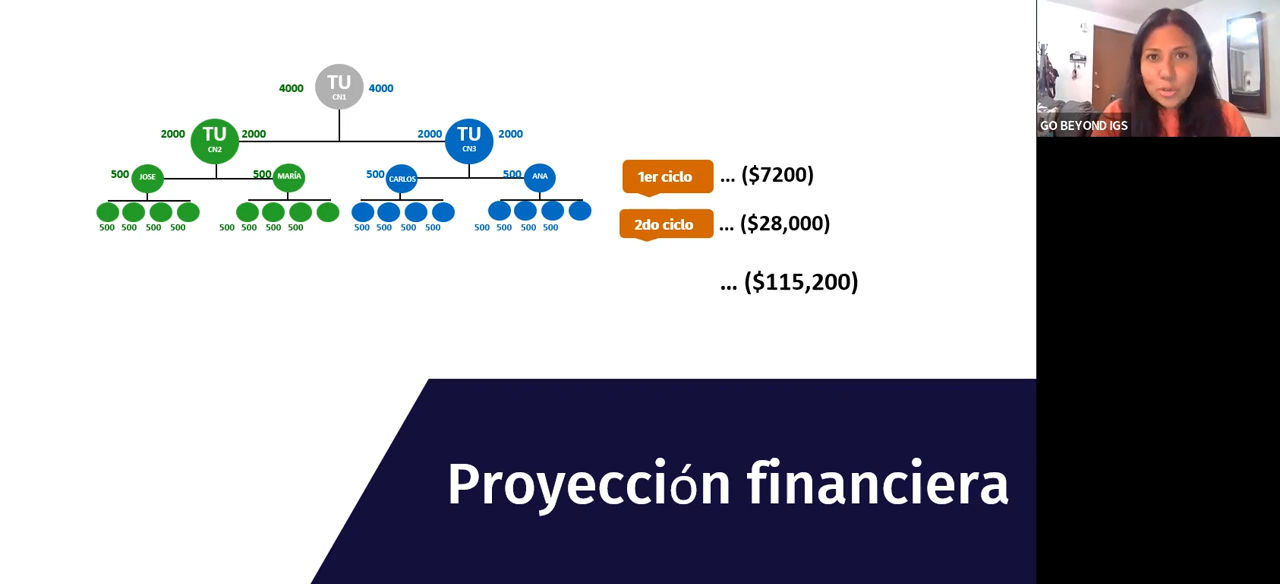 TU
CN1
4000
4000
TU
CN2
2000
2000
TU
CN3
2000
2000
JOSE
500
MARÍA
500
CARLOS
500
ANA
500
500 500 500 500
500 500 500 500
500 500 500 500
500 500 500 500
1er ciclo ... ($7200)
2do ciclo ... ($28,000)
... ($115,200)
Proyección financiera
GO BEYOND IGS